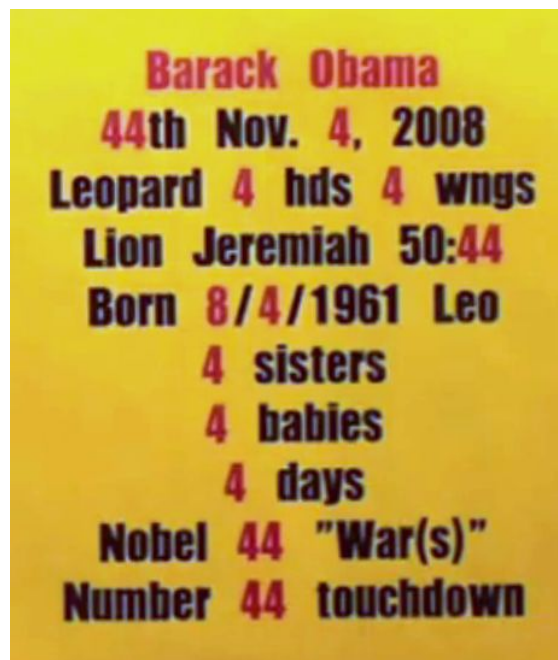 Barack Obama
44th Nov. 4, 2008
Leopard 4 hds 4 wngs
Lion Jeremiah 50:44
Born 8/4/1961 Leo
4 sisters
4 babies
4 days
Nobel 44 "War(s)"
Number 44 touchdown